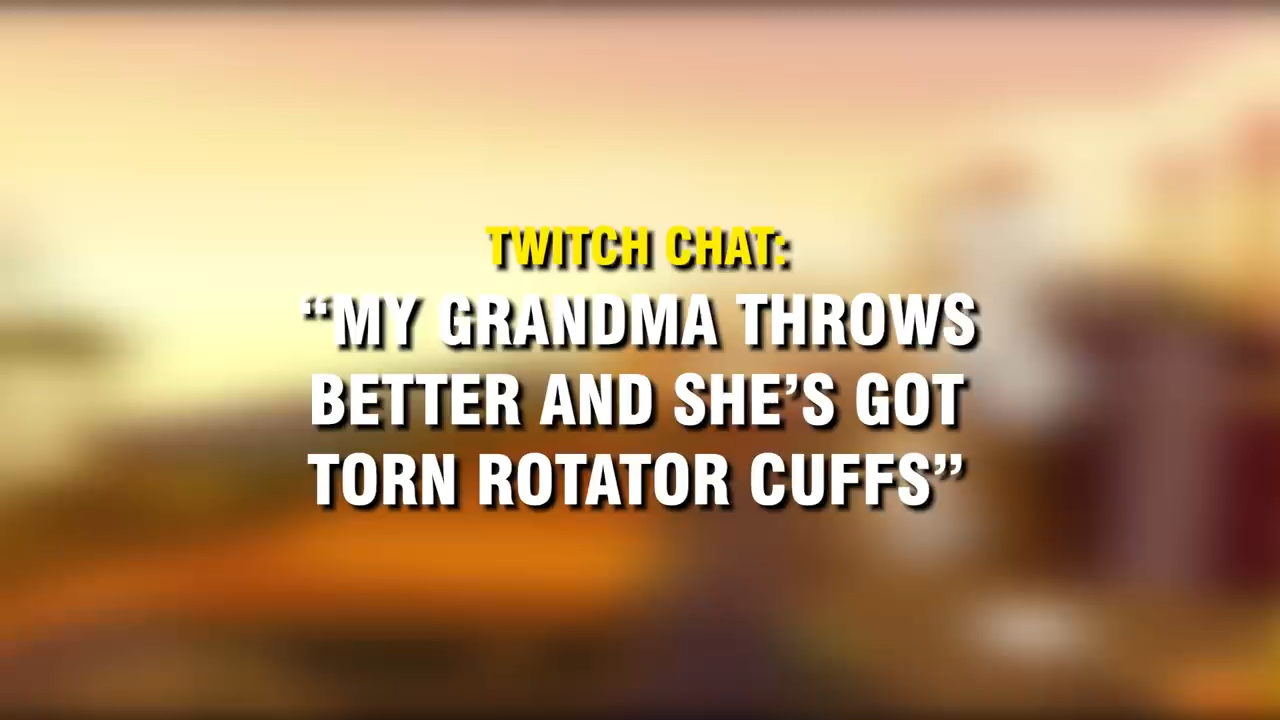 TWITCH CHAT:
“MY GRANDMA THROWS
BETTER AND SHE’S GOT
TORN ROTATOR CUFFS”